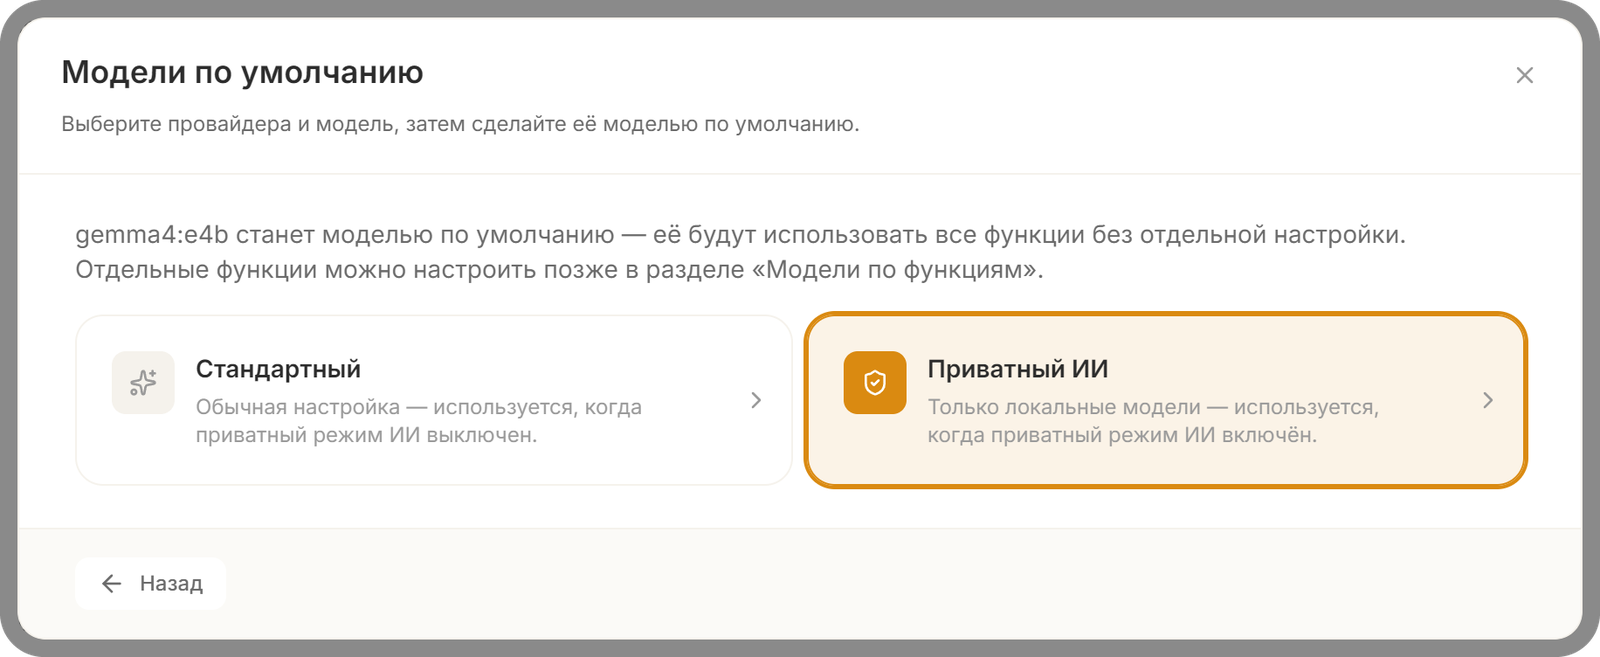 Модели по умолчанию
Выберите провайдера и модель, затем сделайте её моделью по умолчанию.
gemma4:e4b станет моделью по умолчанию — её будут использовать все функции без отдельной настройки.
Отдельные функции можно настроить позже в разделе «Модели по функциям».
Стандартный
Обычная настройка — используется, когда
приватный режим ИИ выключен.
Приватный ИИ
Только локальные модели — используется,
когда приватный режим ИИ включён.
Назад